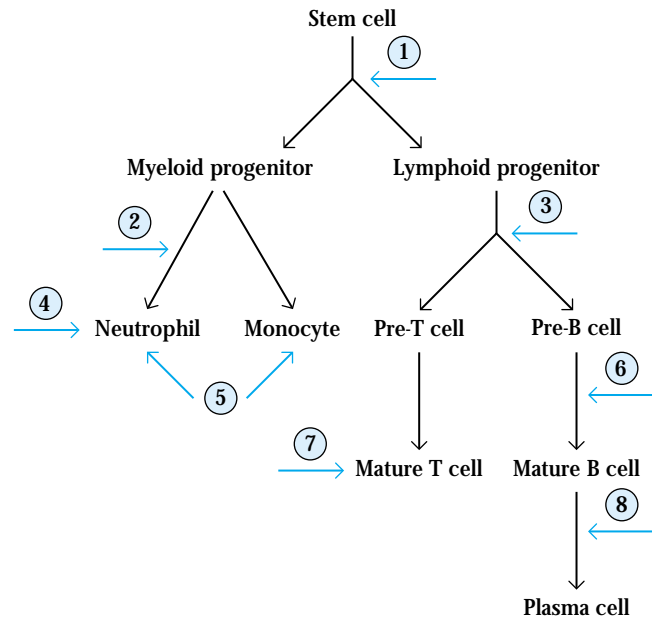 Stem cell
1
Myeloid progenitor
Lymphoid progenitor
2
3
4
Neutrophil
Monocyte
Pre-T cell
Pre-B cell
5
6
7
Mature T cell
Mature B cell
8
Plasma cell